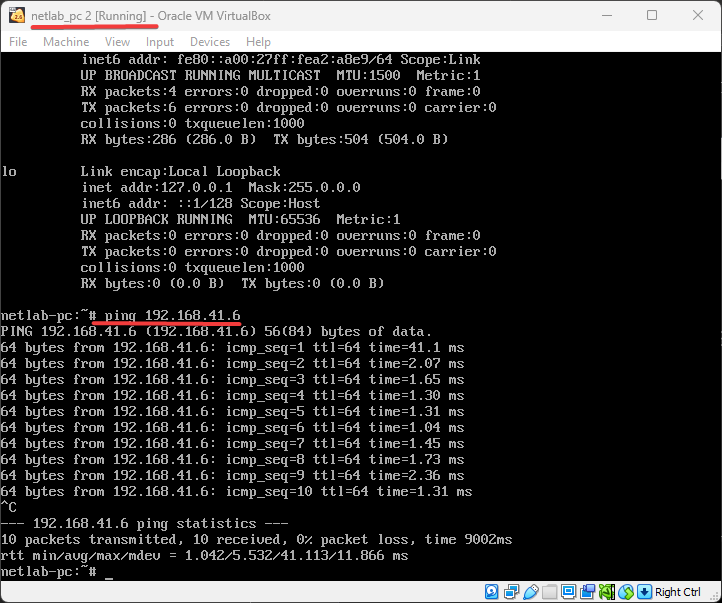 netlab_pc 2 [Running] - Oracle VM VirtualBox
File Machine View Input Devices Help
inet6 addr: fe80::a00:27ff:fea2:a8e9/64 Scope:Link
UP BROADCAST RUNNING MULTICAST  MTU:1500  Metric:1
RX packets:4 errors:0 dropped:0 overruns:0 frame:0
TX packets:6 errors:0 dropped:0 overruns:0 carrier:0
collisions:0 txqueuelen:1000
RX bytes:286 (286.0 B)  TX bytes:504 (504.0 B)
lo        Link encap:Local Loopback
inet addr:127.0.0.1  Mask:255.0.0.0
inet6 addr: ::1/128 Scope:Host
UP LOOPBACK RUNNING  MTU:65536  Metric:1
RX packets:0 errors:0 dropped:0 overruns:0 frame:0
TX packets:0 errors:0 dropped:0 overruns:0 carrier:0
collisions:0 txqueuelen:1000
RX bytes:0 (0.0 B)  TX bytes:0 (0.0 B)
netlab-pc:~# ping 192.168.41.6
PING 192.168.41.6 (192.168.41.6) 56(84) bytes of data.
64 bytes from 192.168.41.6: icmp_seq=1 ttl=64 time=41.1 ms
64 bytes from 192.168.41.6: icmp_seq=2 ttl=64 time=2.07 ms
64 bytes from 192.168.41.6: icmp_seq=3 ttl=64 time=1.65 ms
64 bytes from 192.168.41.6: icmp_seq=4 ttl=64 time=1.30 ms
64 bytes from 192.168.41.6: icmp_seq=5 ttl=64 time=1.31 ms
64 bytes from 192.168.41.6: icmp_seq=6 ttl=64 time=1.04 ms
64 bytes from 192.168.41.6: icmp_seq=7 ttl=64 time=1.45 ms
64 bytes from 192.168.41.6: icmp_seq=8 ttl=64 time=1.73 ms
64 bytes from 192.168.41.6: icmp_seq=9 ttl=64 time=2.36 ms
64 bytes from 192.168.41.6: icmp_seq=10 ttl=64 time=1.31 ms
^C
--- 192.168.41.6 ping statistics ---
10 packets transmitted, 10 received, 0% packet loss, time 9002ms
rtt min/avg/max/mdev = 1.042/5.532/41.113/11.866 ms
netlab-pc:~# _
Right Ctrl